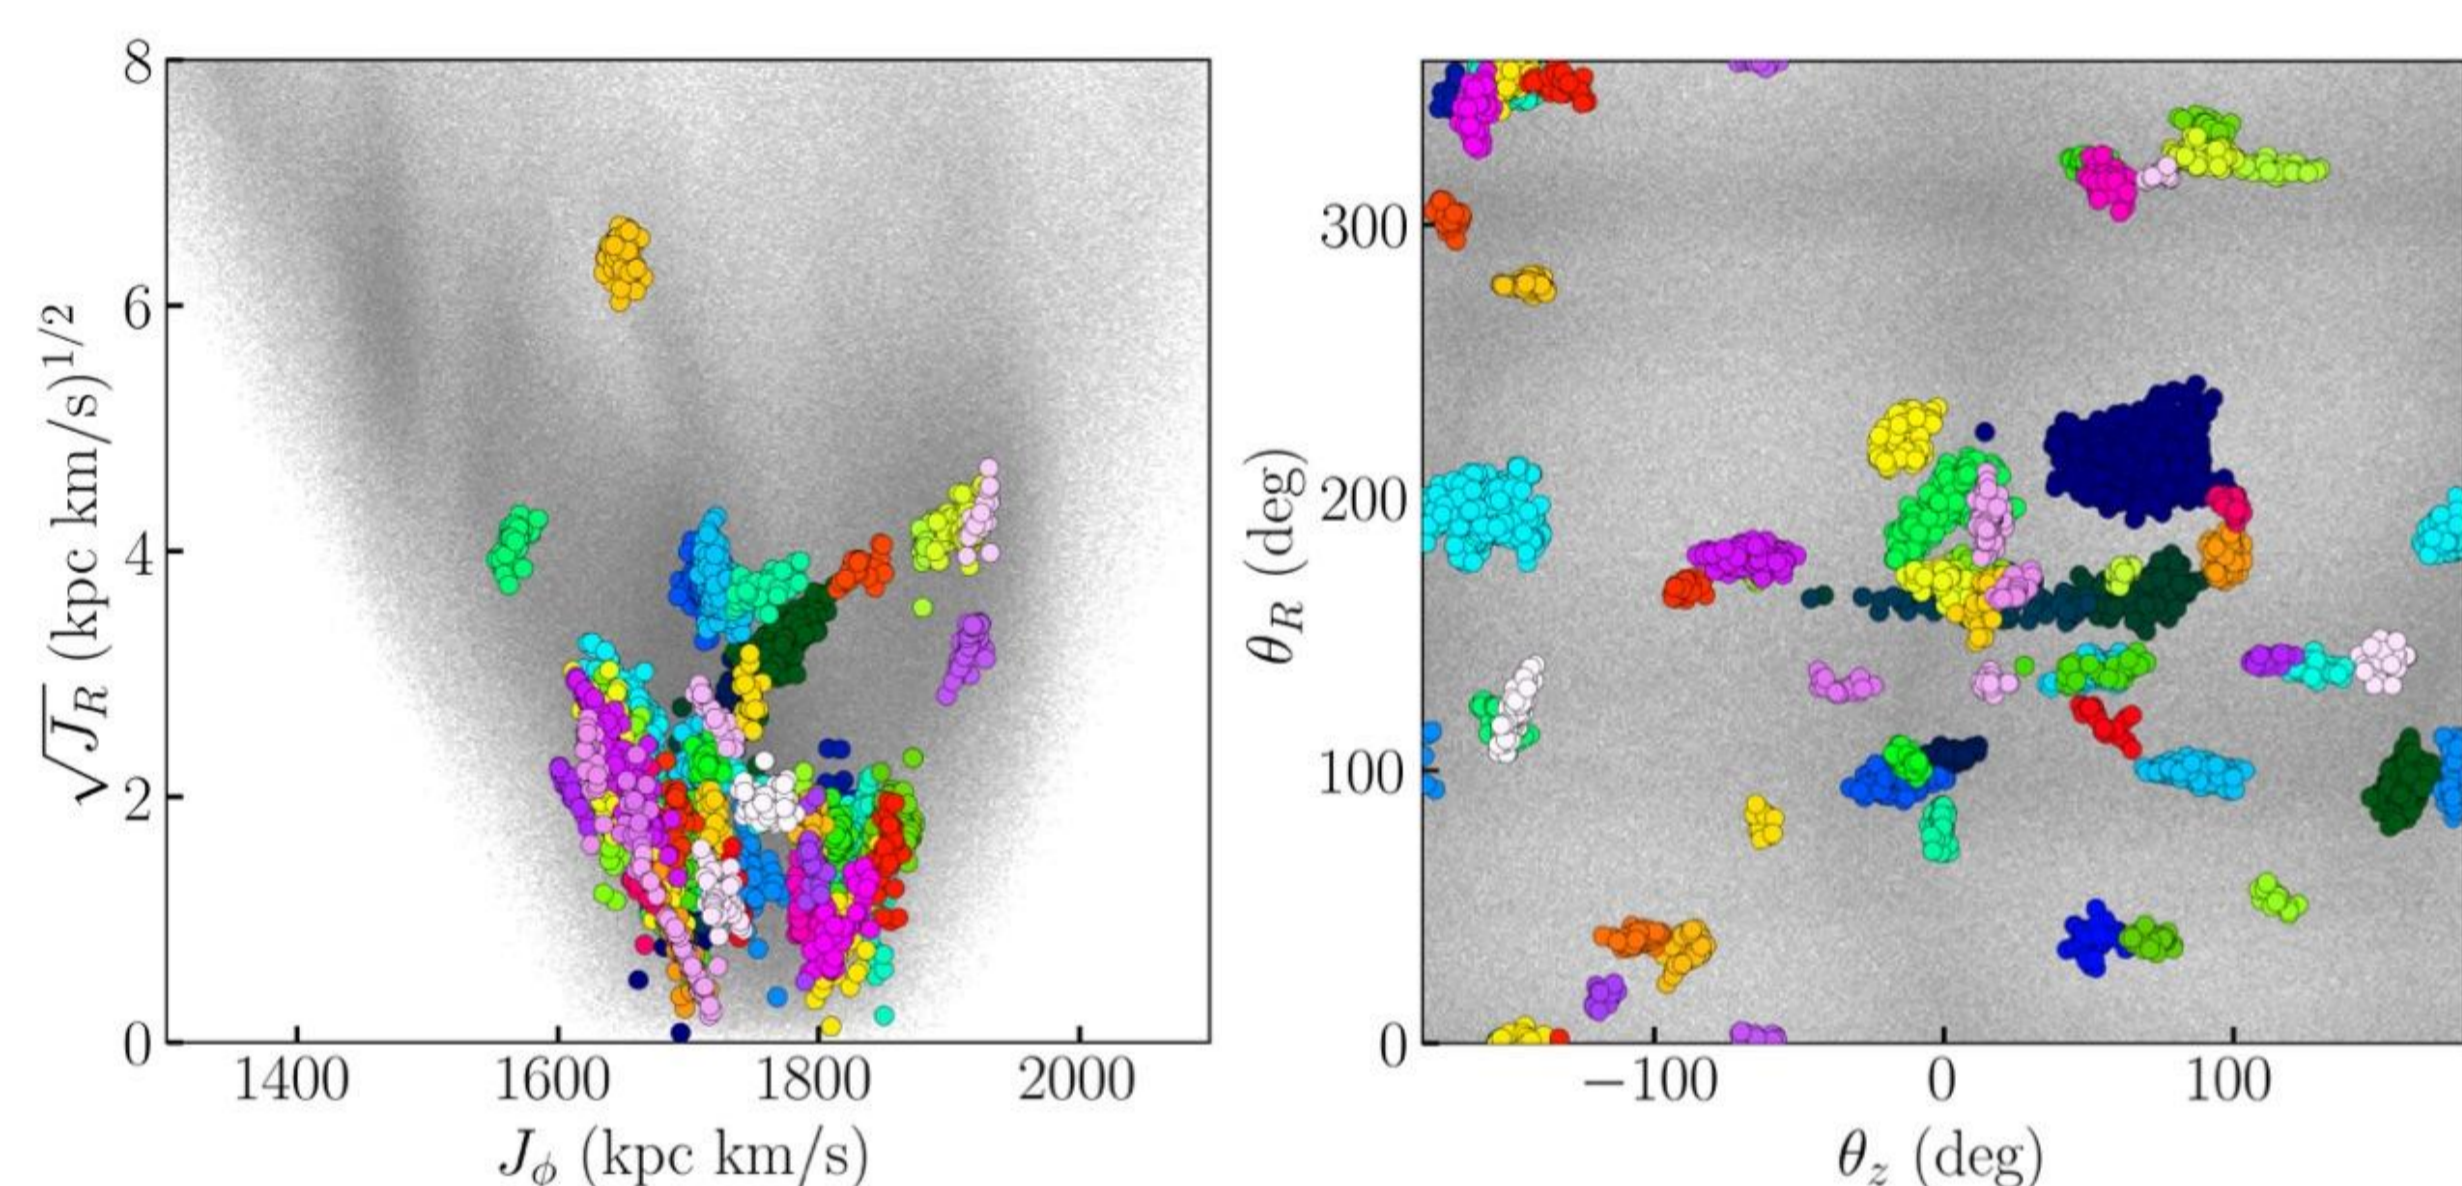 8
6
4
2
0
√J_R (kpc km/s)^{1/2}
1400 1600 1800 2000
J_ϕ (kpc km/s)
300
200
100
0
θ_R (deg)
−100 0 100
θ_z (deg)